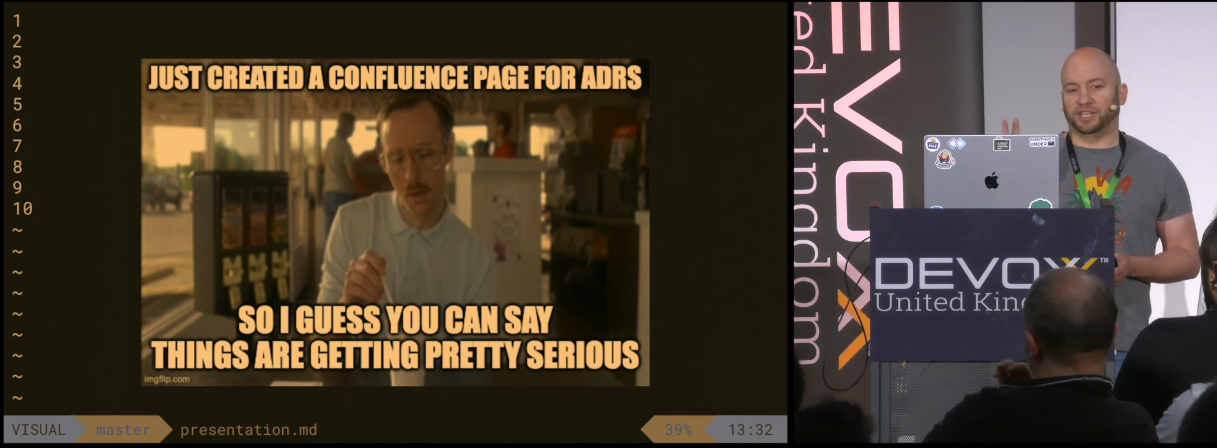 1
2
3
4
5
6
7
8
9
10
~
~
~
~
~
~
~
~
~
JUST CREATED A CONFLUENCE PAGE FOR ADRS
SO I GUESS YOU CAN SAY
THINGS ARE GETTING PRETTY SERIOUS
imgflip.com
VISUAL master presentation.md 39% 13:32
EVOXX
ed Kingdom
DEVOXX™
United King